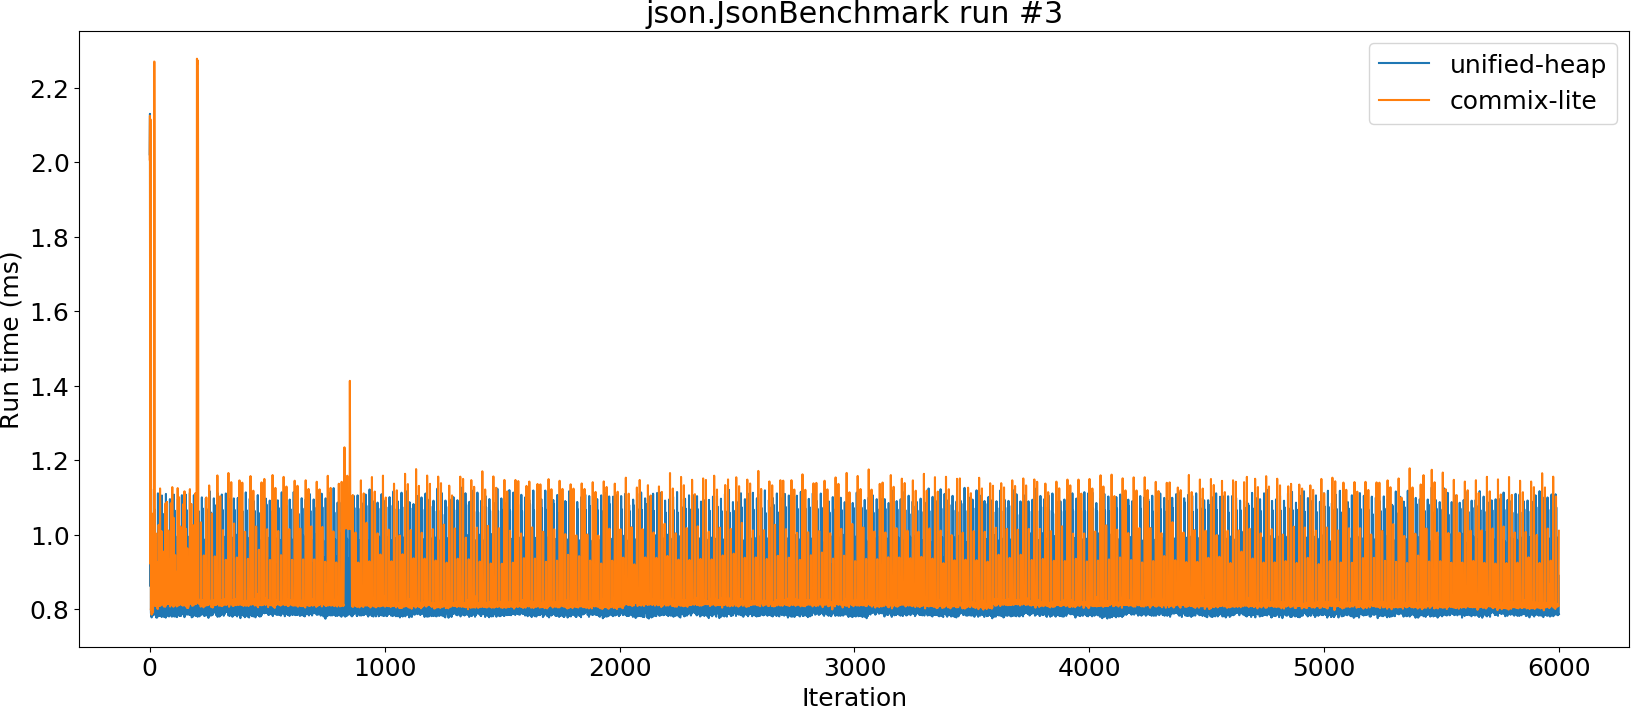 json.JsonBenchmark run #3
unified-heap
commix-lite
Run time (ms)
2.2
2.0
1.8
1.6
1.4
1.2
1.0
0.8
0 1000 2000 3000 4000 5000 6000
Iteration